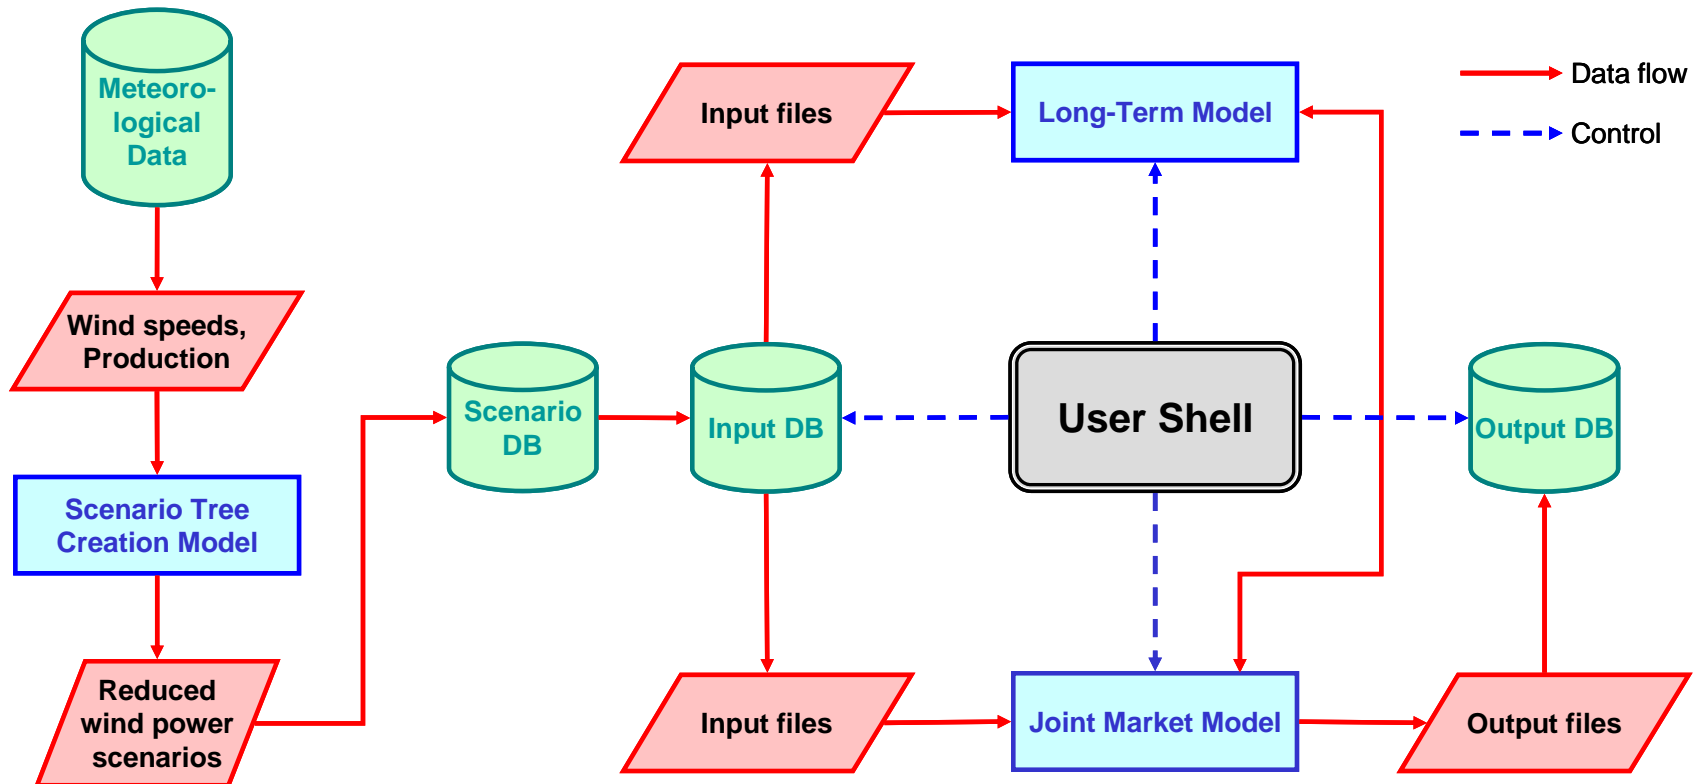 Meteoro-
logical
Data
Wind speeds,
Production
Scenario Tree
Creation Model
Reduced
wind power
scenarios
Scenario
DB
Input files
Input DB
Input files
Long-Term Model
User Shell
Joint Market Model
Data flow
Control
Output DB
Output files